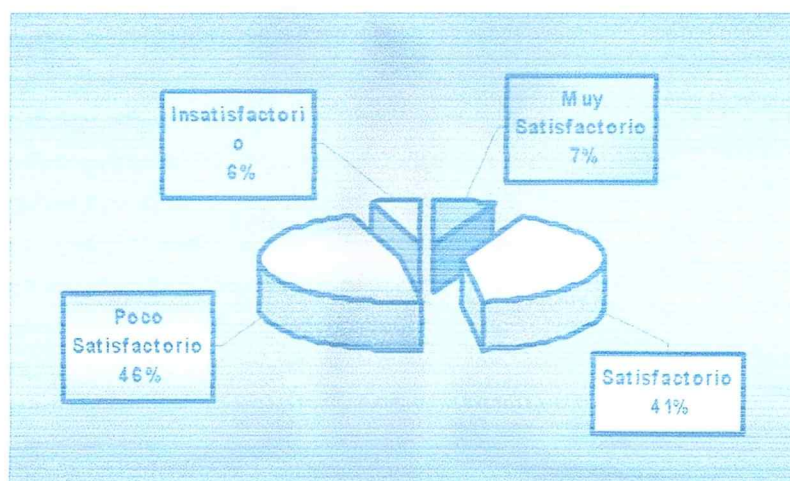 Insatisfactori
o
6%
Muy
Satisfactorio
7%
Poco
Satisfactorio
46%
Satisfactorio
41%